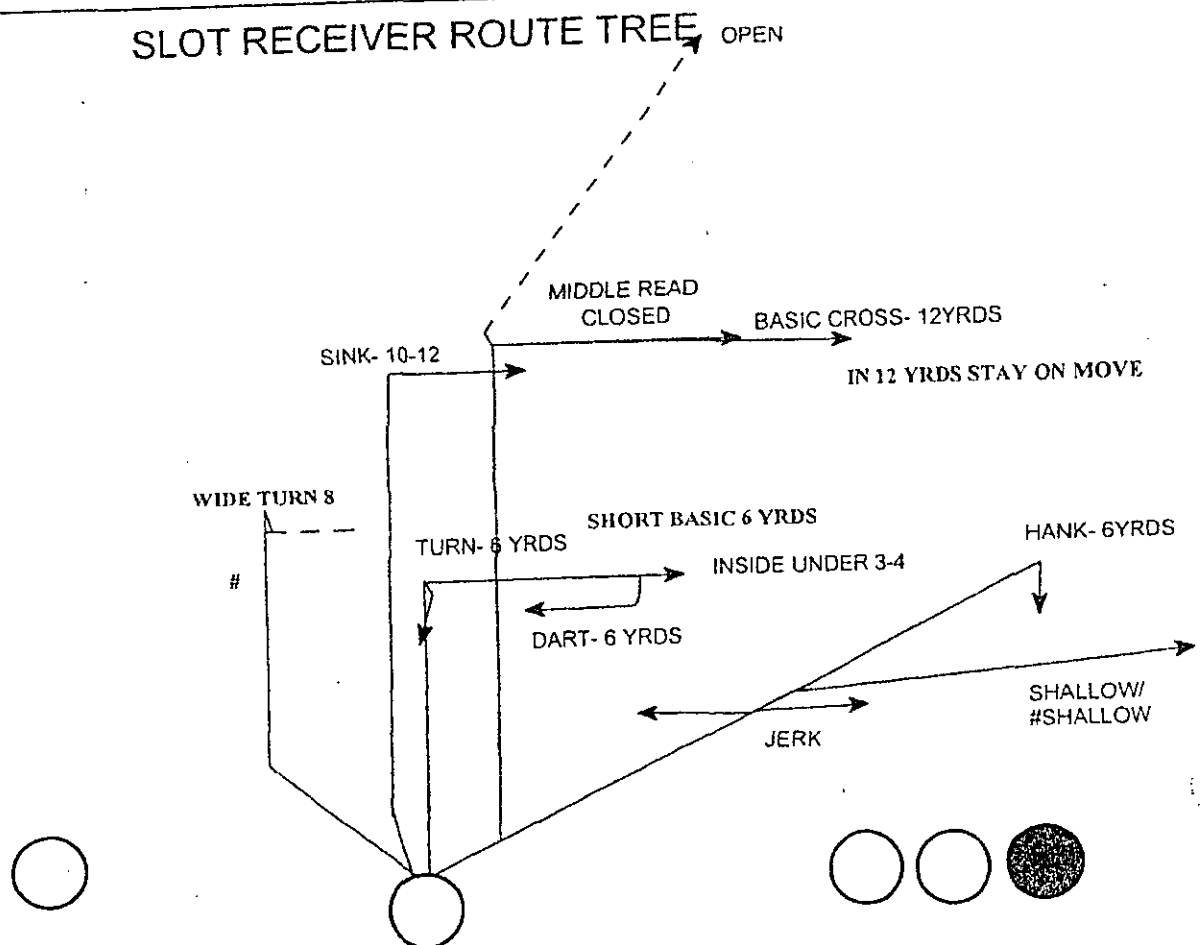 SLOT RECEIVER ROUTE TREE
OPEN
MIDDLE READ
CLOSED
BASIC CROSS- 12YRDS
SINK- 10-12
IN 12 YRDS STAY ON MOVE
WIDE TURN 8
SHORT BASIC 6 YRDS
TURN- 6 YRDS
HANK- 6YRDS
INSIDE UNDER 3-4
#
DART- 6 YRDS
SHALLOW/
#SHALLOW
JERK